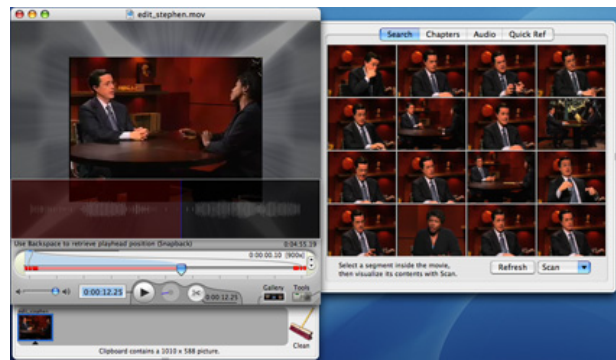 edit_stephen.mov
Search Chapters Audio Quick Ref
Use Backspace to retrieve playhead position (Snapback) 0:04:55.19
0:00:00.10 [900x]
0:00:12.25
0:00:12.25
Gallery Tools
Select a segment inside the movie,
then visualize its contents with Scan.
Refresh Scan
edit_stephen
Clipboard contains a 1010 x 588 picture.
Clean